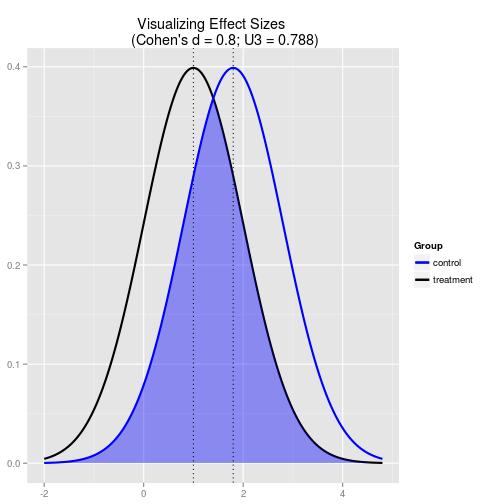 Visualizing Effect Sizes
(Cohen's d = 0.8; U3 = 0.788)
0.4
0.3
0.2
0.1
0.0
-2
0
2
4
Group
control
treatment